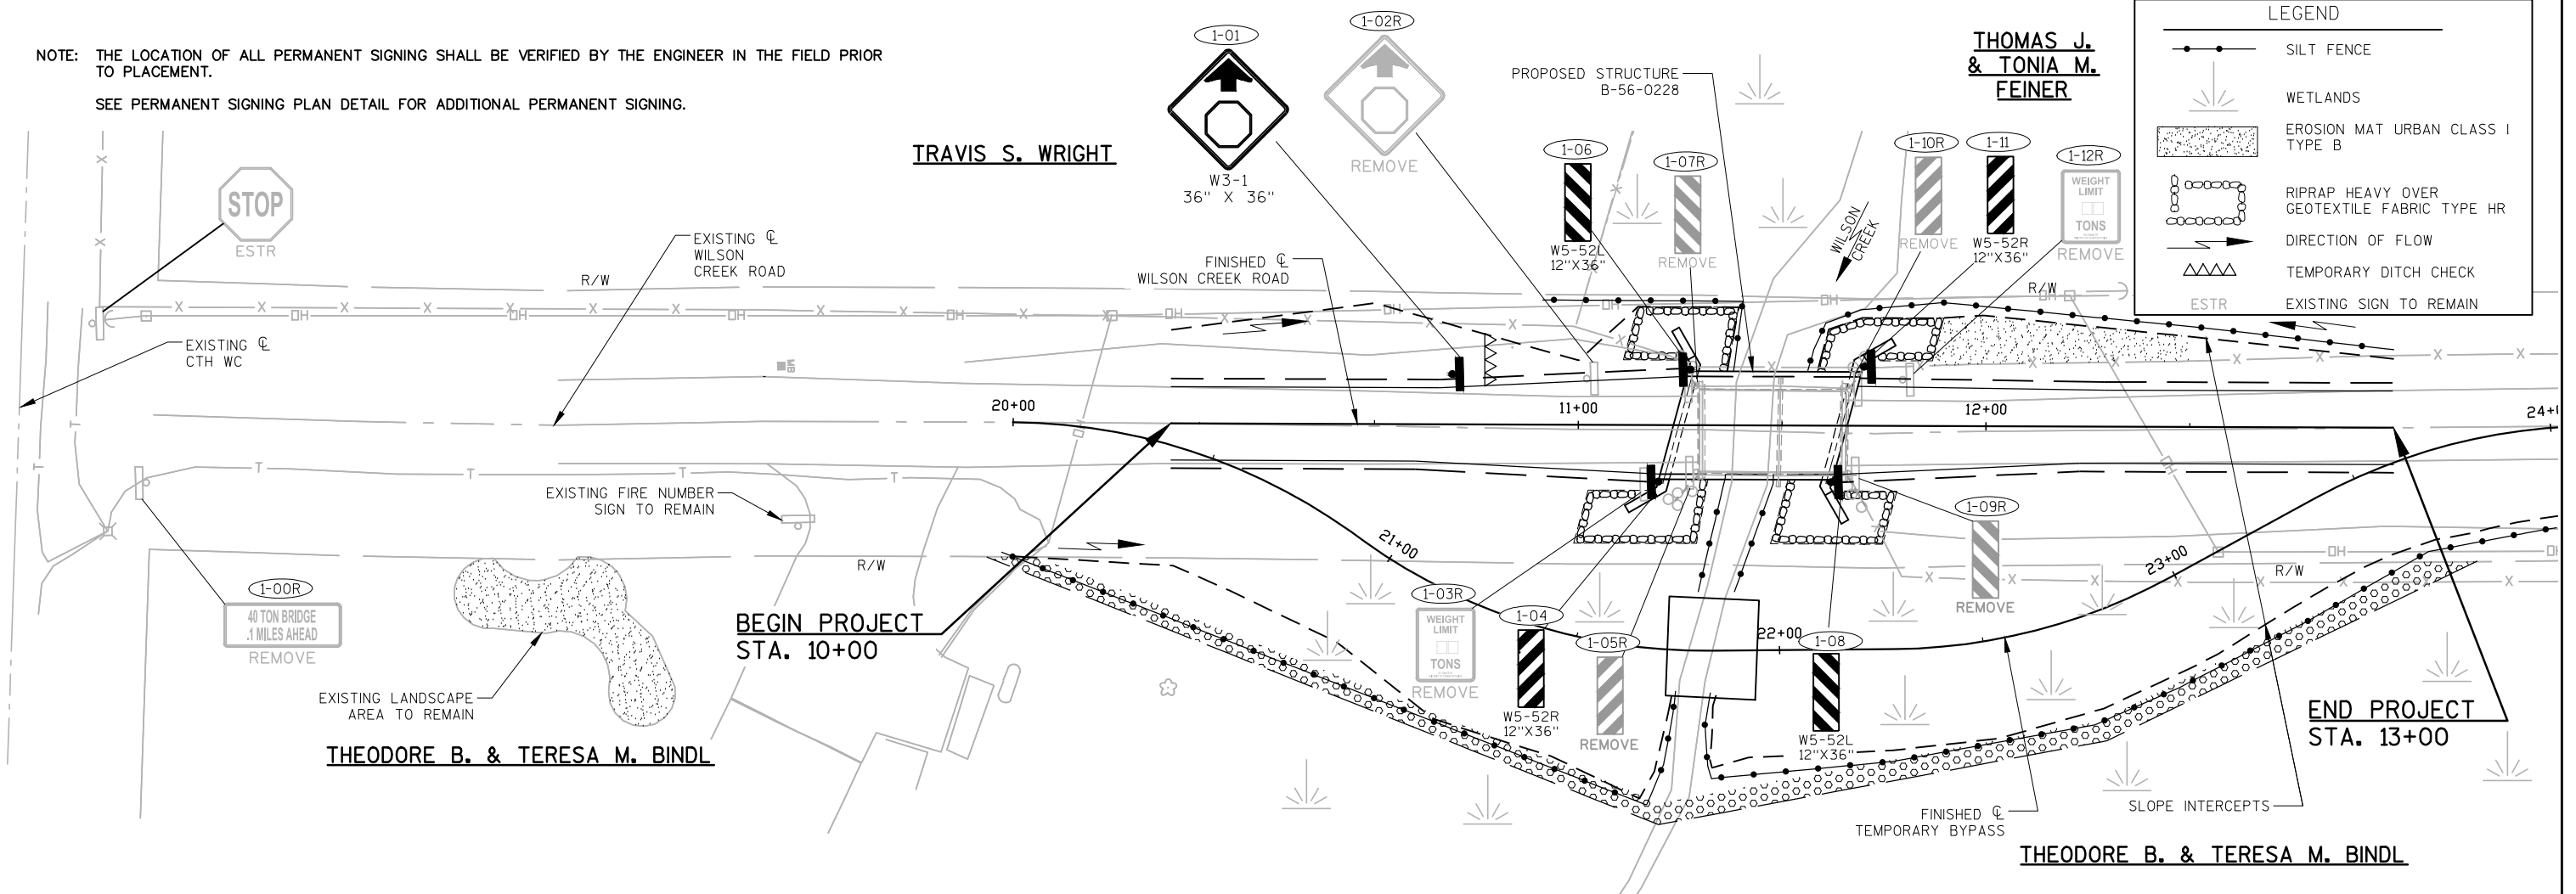 NOTE: THE LOCATION OF ALL PERMANENT SIGNING SHALL BE VERIFIED BY THE ENGINEER IN THE FIELD PRIOR
TO PLACEMENT.
SEE PERMANENT SIGNING PLAN DETAIL FOR ADDITIONAL PERMANENT SIGNING.
STOP
ESTR
EXISTING ℄
CTH WC
EXISTING ℄
WILSON
CREEK ROAD
R/W
TRAVIS S. WRIGHT
1-01
W3-1
36" X 36"
1-02R
REMOVE
FINISHED ℄
WILSON CREEK ROAD
PROPOSED STRUCTURE
B-56-0228
1-06
W5-52L
12"X36"
1-07R
REMOVE
WILSON
CREEK
1-10R
REMOVE
1-11
W5-52R
12"X36"
1-12R
WEIGHT
LIMIT
TONS
REMOVE
THOMAS J.
& TONIA M.
FEINER
R/W
LEGEND
SILT FENCE
WETLANDS
EROSION MAT URBAN CLASS I
TYPE B
RIPRAP HEAVY OVER
GEOTEXTILE FABRIC TYPE HR
DIRECTION OF FLOW
TEMPORARY DITCH CHECK
ESTR EXISTING SIGN TO REMAIN
MB
20+00
11+00
12+00
EXISTING FIRE NUMBER
SIGN TO REMAIN
R/W
1-00R
40 TON BRIDGE
.1 MILES AHEAD
REMOVE
EXISTING LANDSCAPE
AREA TO REMAIN
THEODORE B. & TERESA M. BINDL
BEGIN PROJECT
STA. 10+00
21+00
1-03R
WEIGHT
LIMIT
TONS
REMOVE
1-04
W5-52R
12"X36"
1-05R
REMOVE
22+00
1-08
W5-52L
12"X36"
1-09R
REMOVE
23+00
R/W
END PROJECT
STA. 13+00
SLOPE INTERCEPTS
FINISHED ℄
TEMPORARY BYPASS
THEODORE B. & TERESA M. BINDL